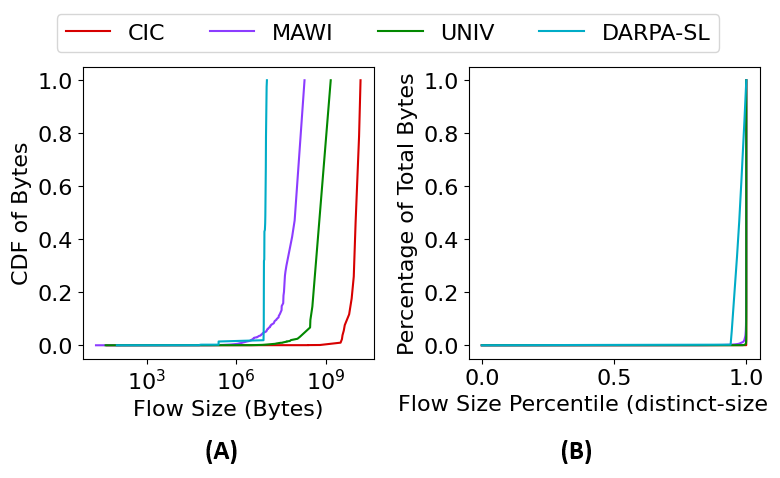 CIC MAWI UNIV DARPA-SL
CDF of Bytes
1.0
0.8
0.6
0.4
0.2
0.0
10³ 10⁶ 10⁹
Flow Size (Bytes)
(A)
Percentage of Total Bytes
1.0
0.8
0.6
0.4
0.2
0.0
0.0 0.5 1.0
Flow Size Percentile (distinct-size
(B)